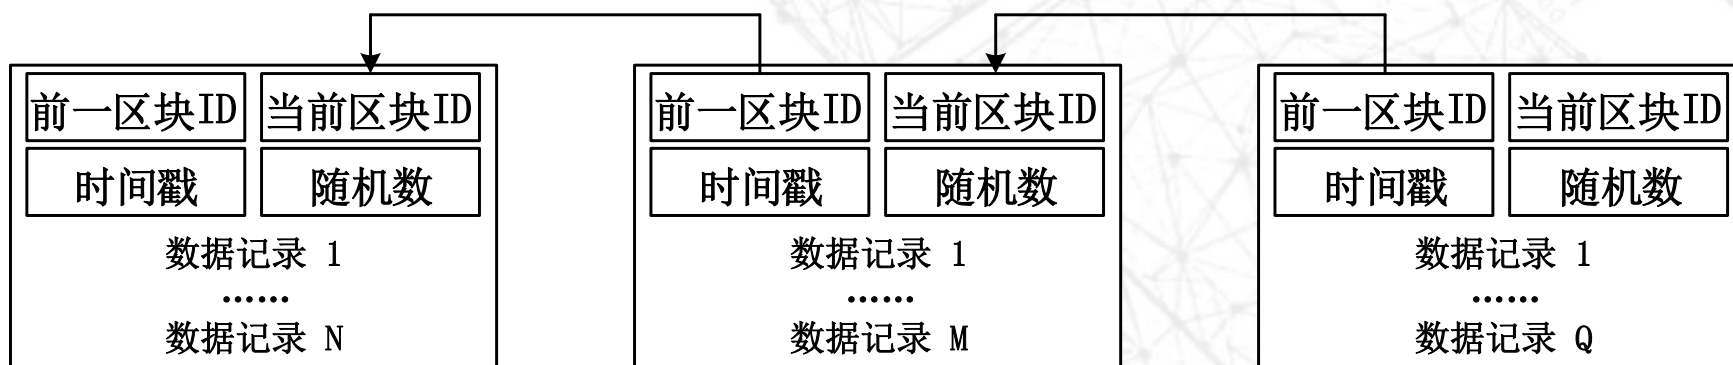 前一区块ID 当前区块ID
时间戳 随机数
数据记录 1
……
数据记录 N
前一区块ID 当前区块ID
时间戳 随机数
数据记录 1
……
数据记录 M
前一区块ID 当前区块ID
时间戳 随机数
数据记录 1
……
数据记录 Q